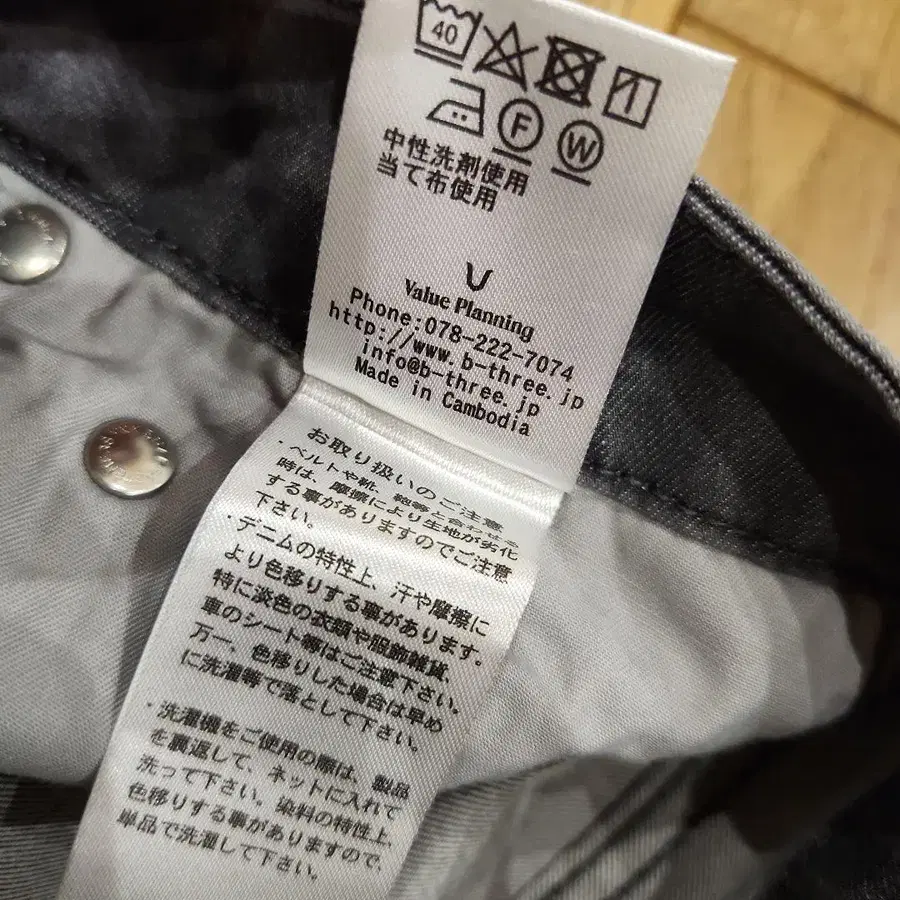 40
F
W
中性洗剤使用
当て布使用
Value Planning
Phone:078-222-7074
http://www.b-three.jp
info@b-three.jp
Made in Cambodia
お取り扱いのご注意
・ベルトや靴、鞄等と合わせる
時は、摩擦により生地が劣化
する事がありますのでご注意
下さい。
・デニムの特性上、汗や摩擦に
より色移りする事があります。
特に淡色の衣類や服飾雑貨、
車のシート等はご注意下さい。
万一、色移りした場合は早め
に洗濯等で落として下さい。
・洗濯機をご使用の際は、製品
を裏返して、ネットに入れて
洗って下さい。染料の特性上、
色移りする事がありますので、
単品で洗濯して下さい。